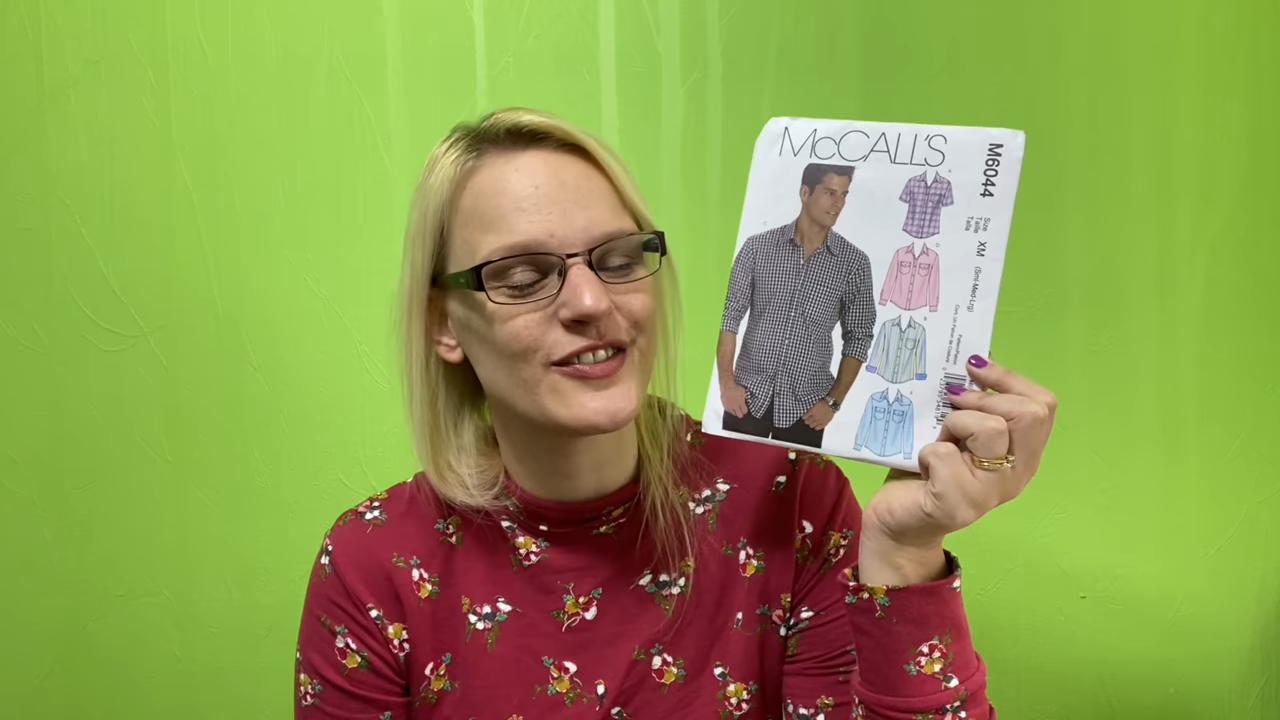 McCALL'S
M6044
Size
Taille
Talla
XM
(Sml-Med-Lrg)